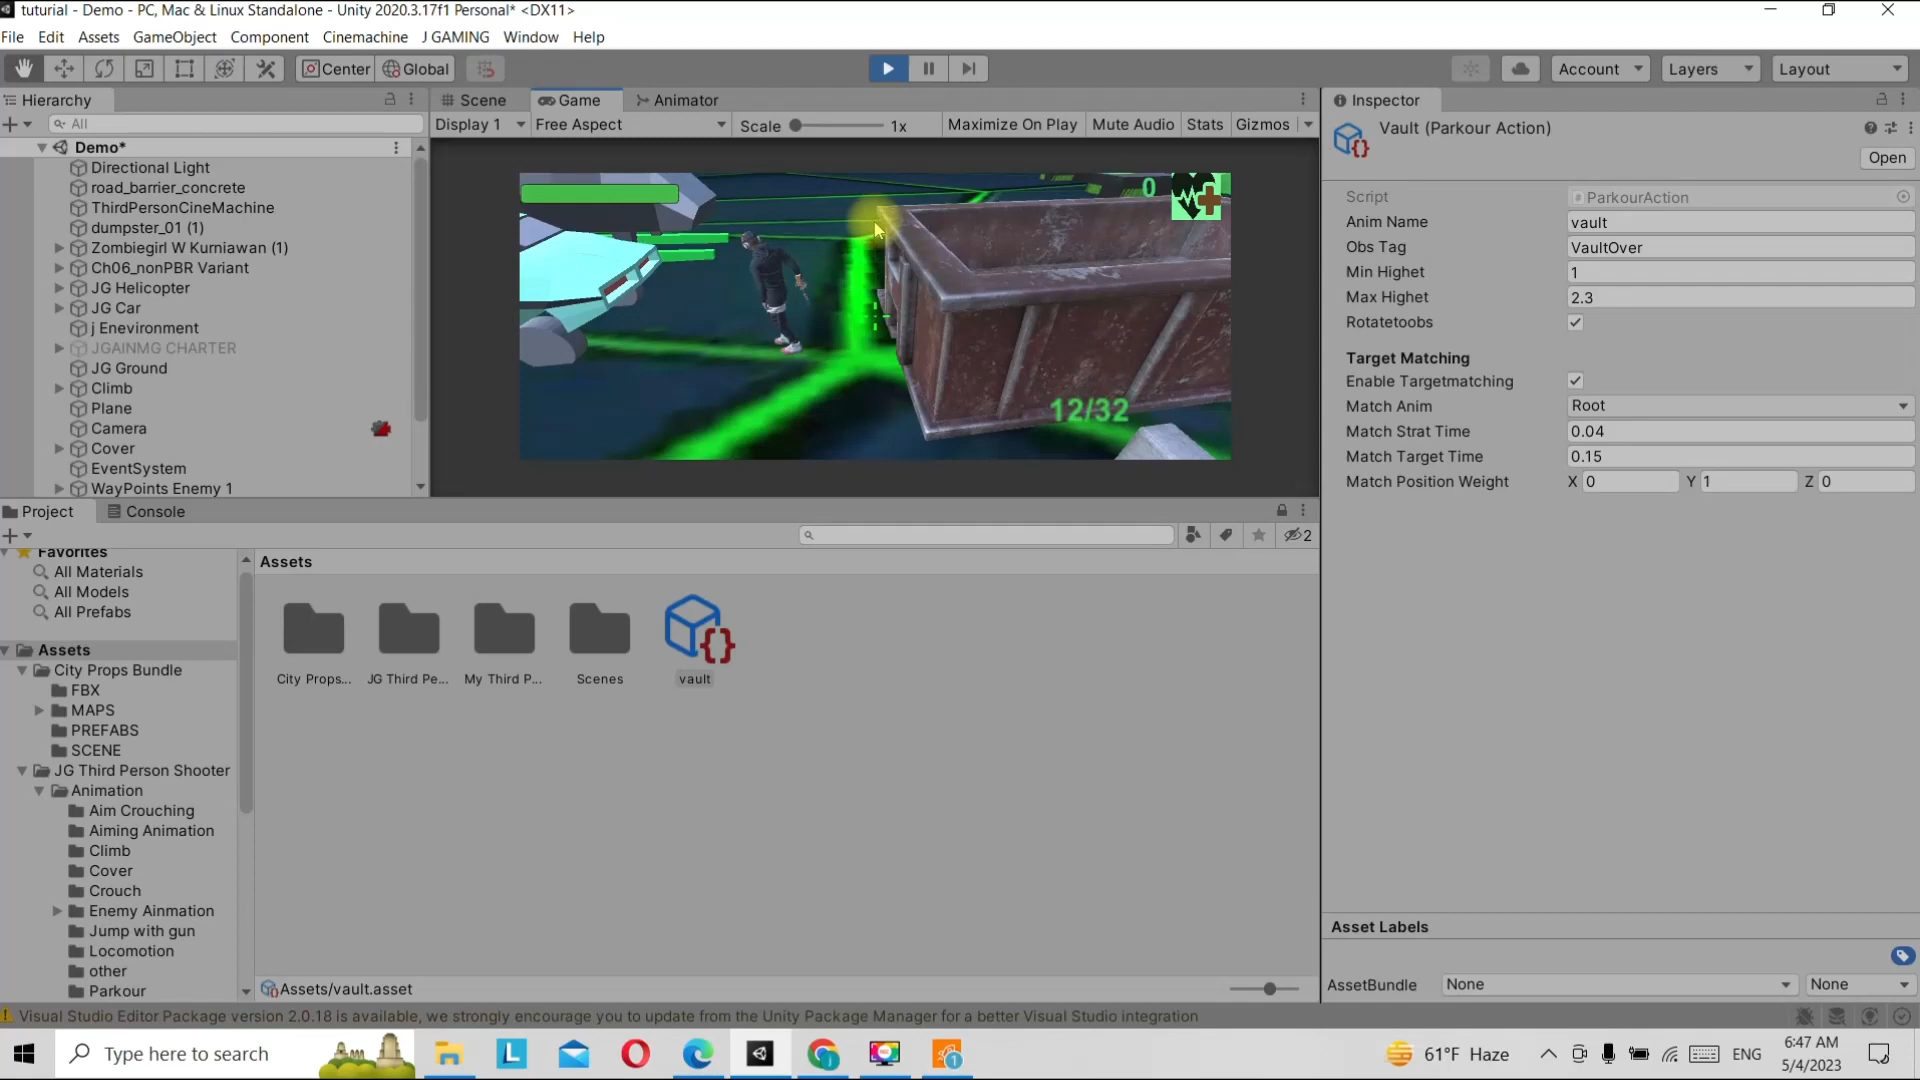 tuturial - Demo - PC, Mac & Linux Standalone - Unity 2020.3.17f1 Personal* <DX11>
File Edit Assets GameObject Component Cinemachine J GAMING Window Help
Center Global Account Layers Layout
Hierarchy
All
Demo*
Directional Light
road_barrier_concrete
ThirdPersonCineMachine
dumpster_01 (1)
Zombiegirl W Kurniawan (1)
Ch06_nonPBR Variant
JG Helicopter
JG Car
j Enevironment
JGAINMG CHARTER
JG Ground
Climb
Plane
Camera
Cover
EventSystem
WayPoints Enemy 1
Scene Game Animator
Display 1 Free Aspect Scale 1x Maximize On Play Mute Audio Stats Gizmos
0
12/32
Inspector
Vault (Parkour Action)
Open
Script ParkourAction
Anim Name vault
Obs Tag VaultOver
Min Highet 1
Max Highet 2.3
Rotatetoobs
Target Matching
Enable Targetmatching
Match Anim Root
Match Strat Time 0.04
Match Target Time 0.15
Match Position Weight X 0 Y 1 Z 0
Project Console
2
Favorites
All Materials
All Models
All Prefabs
Assets
City Props Bundle
FBX
MAPS
PREFABS
SCENE
JG Third Person Shooter
Animation
Aim Crouching
Aiming Animation
Climb
Cover
Crouch
Enemy Ainmation
Jump with gun
Locomotion
other
Parkour
Assets
City Props... JG Third Pe... My Third P... Scenes vault
Assets/vault.asset
Asset Labels
AssetBundle None None
Visual Studio Editor Package version 2.0.18 is available, we strongly encourage you to update from the Unity Package Manager for a better Visual Studio integration
Type here to search
L
1
61°F Haze
ENG
6:47 AM
5/4/2023